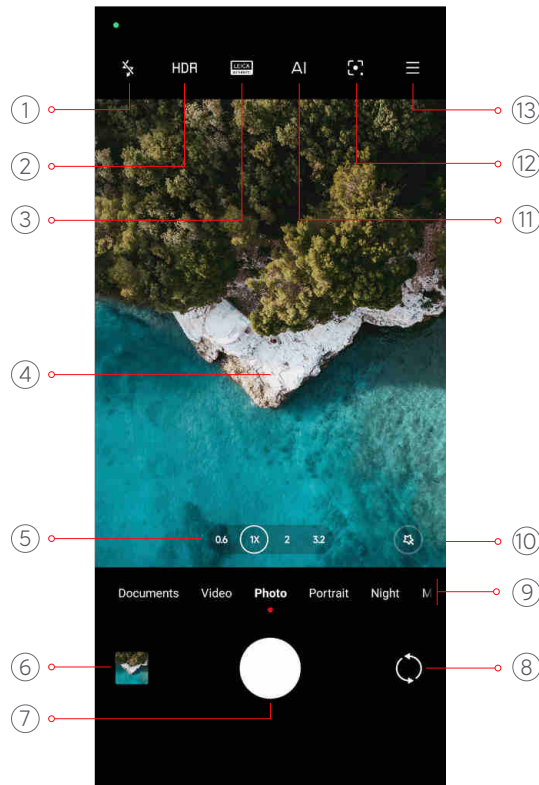 HDR
LEICA
AI
① ⑬
② ⑫
③ ⑪
④
⑤ 0.6 1X 2 3.2 ⑩
Documents Video Photo Portrait Night M ⑨
⑥ ⑧
⑦